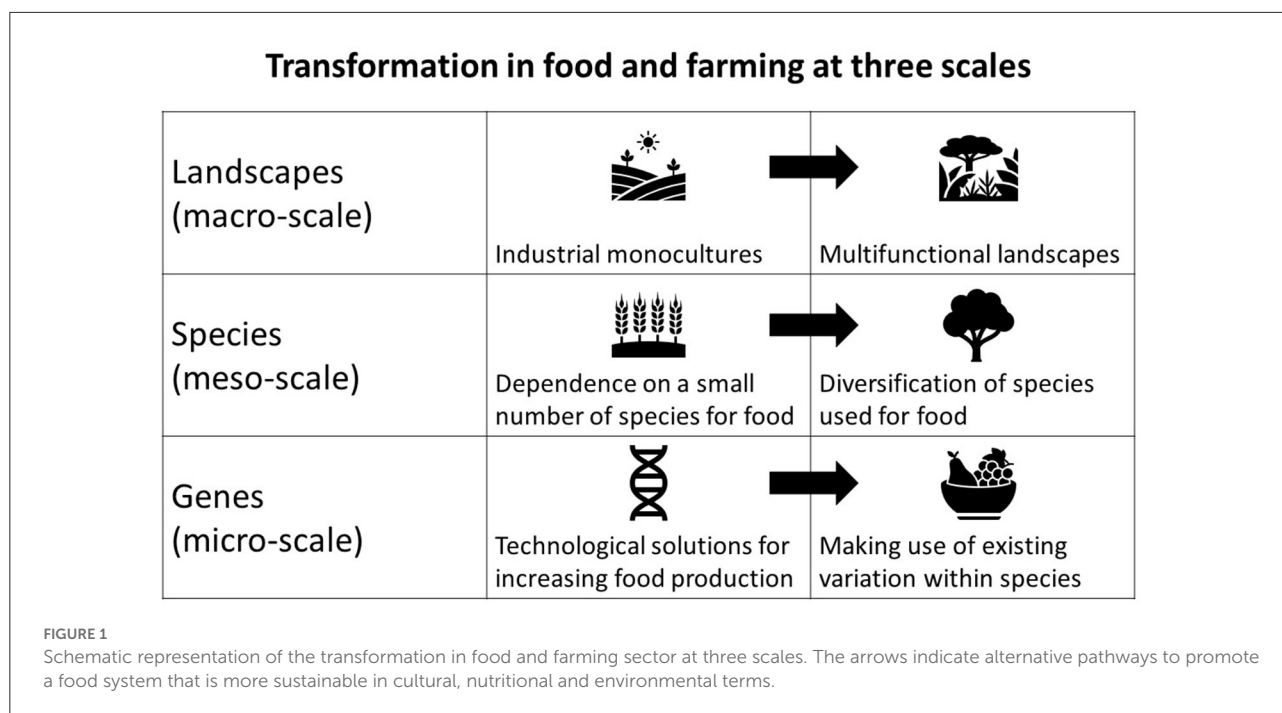 Transformation in food and farming at three scales
Landscapes
(macro-scale)
Industrial monocultures
Multifunctional landscapes
Species
(meso-scale)
Dependence on a small
number of species for food
Diversification of species
used for food
Genes
(micro-scale)
Technological solutions for
increasing food production
Making use of existing
variation within species
FIGURE 1
Schematic representation of the transformation in food and farming sector at three scales. The arrows indicate alternative pathways to promote
a food system that is more sustainable in cultural, nutritional and environmental terms.